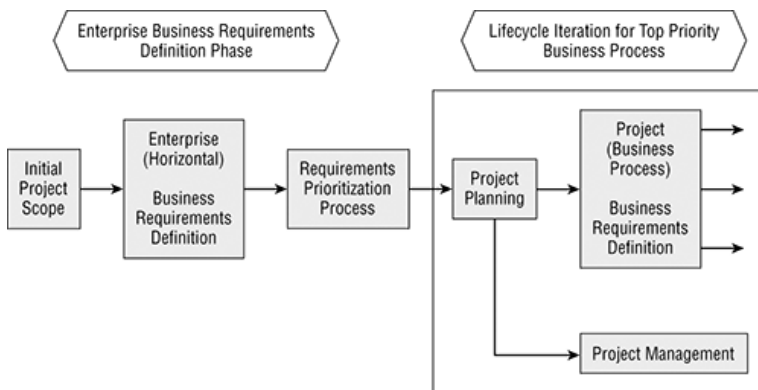 Enterprise Business Requirements
Definition Phase
Lifecycle Iteration for Top Priority
Business Process
Initial
Project
Scope
Enterprise
(Horizontal)
Business
Requirements
Definition
Requirements
Prioritization
Process
Project
Planning
Project
(Business
Process)
Business
Requirements
Definition
Project Management